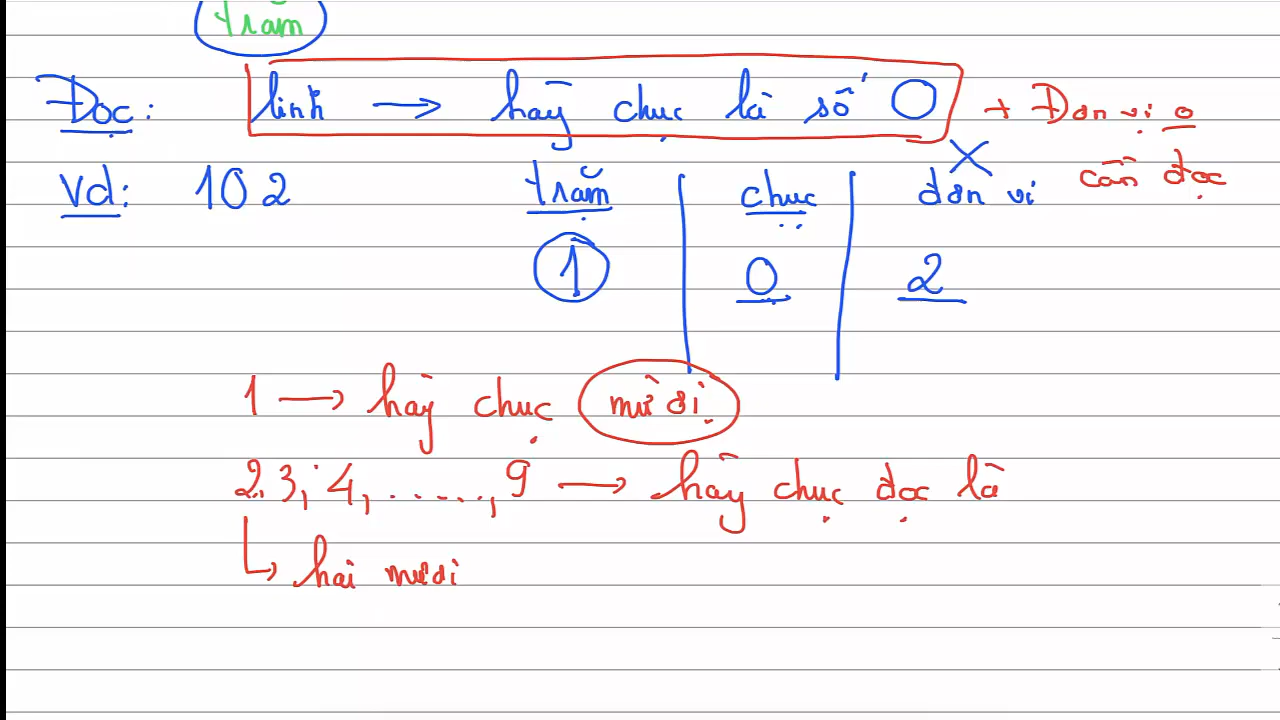 trăm
Đọc: linh → hàng chục là số 0 + Đơn vị 0
cần đọc
Vd: 102 trăm chục đơn vị
1 0 2
1 → hàng chục mười
2, 3, 4, ......, 9 → hàng chục đọc là
hai mươi